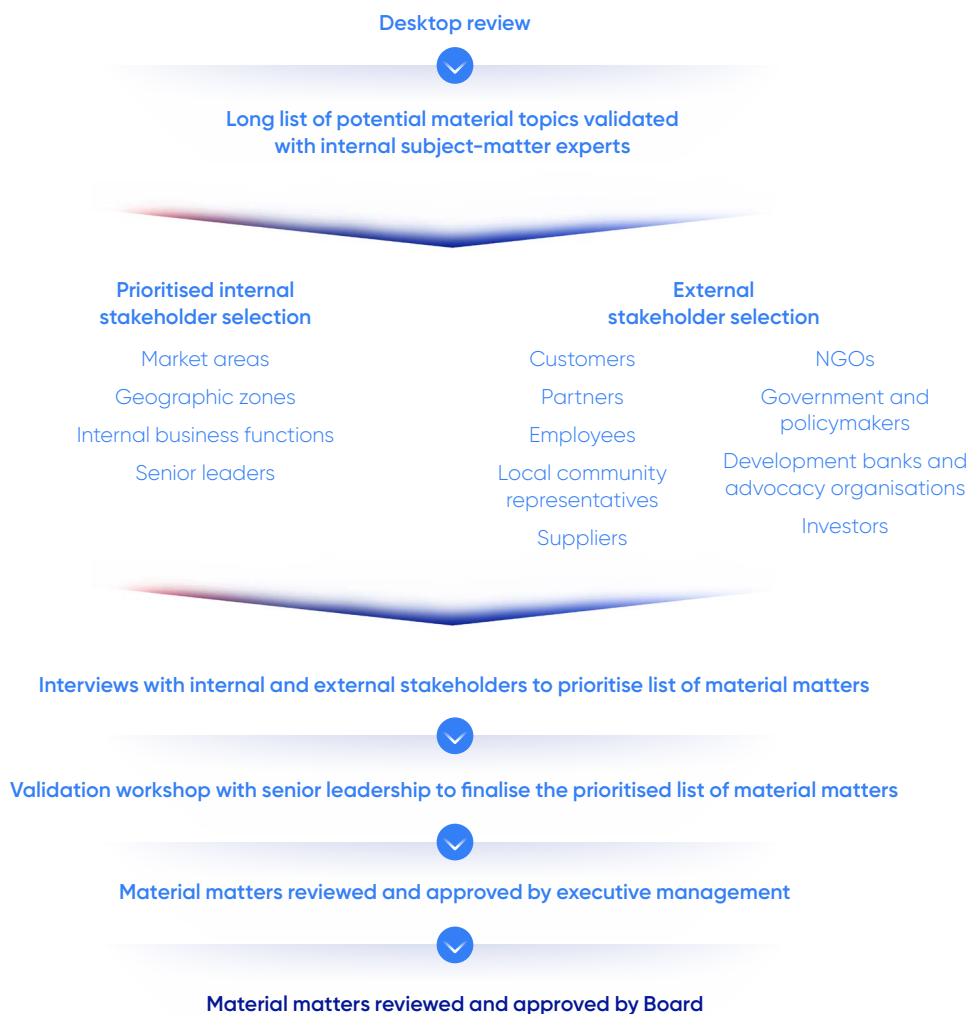 Desktop review
Long list of potential material topics validated
with internal subject-matter experts
Prioritised internal
stakeholder selection
Market areas
Geographic zones
Internal business functions
Senior leaders
External
stakeholder selection
Customers
Partners
Employees
Local community
representatives
Suppliers
NGOs
Government and
policymakers
Development banks and
advocacy organisations
Investors
Interviews with internal and external stakeholders to prioritise list of material matters
Validation workshop with senior leadership to finalise the prioritised list of material matters
Material matters reviewed and approved by executive management
Material matters reviewed and approved by Board